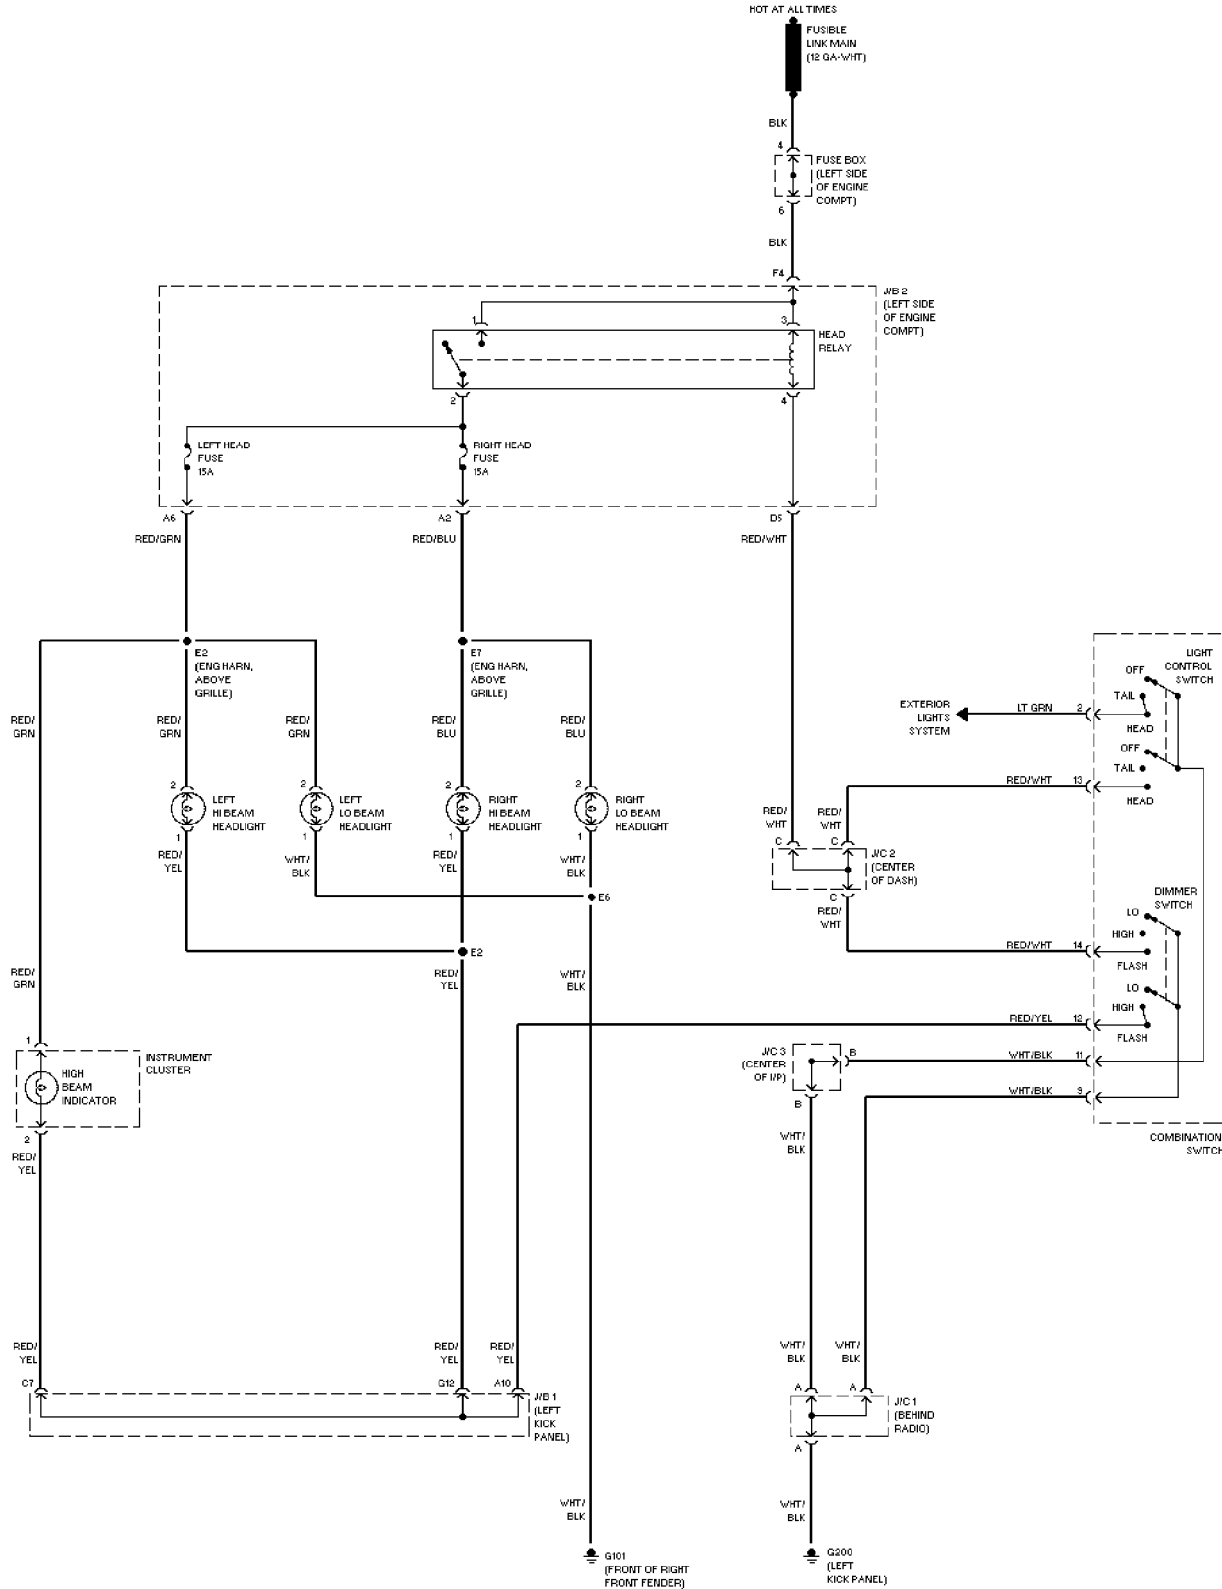 HOT AT ALL TIMES
FUSIBLE
LINK MAIN
(12 GA-WHT)
BLK
4
FUSE BOX
(LEFT SIDE
OF ENGINE
COMPT)
6
BLK
F4
J/B 2
(LEFT SIDE
OF ENGINE
COMPT)
1
3
HEAD
RELAY
2
4
LEFT HEAD
FUSE
15A
RIGHT HEAD
FUSE
15A
A6
A2
D5
RED/GRN
RED/BLU
RED/WHT
E2
(ENG HARN,
ABOVE
GRILLE)
E7
(ENG HARN,
ABOVE
GRILLE)
LIGHT
CONTROL
SWITCH
OFF
TAIL
HEAD
EXTERIOR
LIGHTS
SYSTEM
LT GRN
2
OFF
TAIL
HEAD
RED/WHT
13
RED/
GRN
RED/
GRN
RED/
GRN
RED/
BLU
RED/
BLU
2
LEFT
HI BEAM
HEADLIGHT
1
2
LEFT
LO BEAM
HEADLIGHT
1
2
RIGHT
HI BEAM
HEADLIGHT
1
2
RIGHT
LO BEAM
HEADLIGHT
1
RED/
WHT
RED/
WHT
RED/
YEL
WHT/
BLK
RED/
YEL
WHT/
BLK
C
C
J/C 2
(CENTER
OF DASH)
C
RED/
WHT
E6
DIMMER
SWITCH
LO
HIGH
FLASH
RED/WHT
14
E2
RED/
GRN
RED/
YEL
WHT/
BLK
LO
HIGH
FLASH
RED/YEL
12
1
INSTRUMENT
CLUSTER
HIGH
BEAM
INDICATOR
2
RED/
YEL
J/C 3
(CENTER
OF I/P)
B
WHT/BLK
11
B
WHT/BLK
9
COMBINATION
SWITCH
WHT/
BLK
RED/
YEL
RED/
YEL
RED/
YEL
WHT/
BLK
WHT/
BLK
C7
G12
A10
J/B 1
(LEFT
KICK
PANEL)
A
A
J/C 1
(BEHIND
RADIO)
A
WHT/
BLK
WHT/
BLK
G101
(FRONT OF RIGHT
FRONT FENDER)
G200
(LEFT
KICK PANEL)